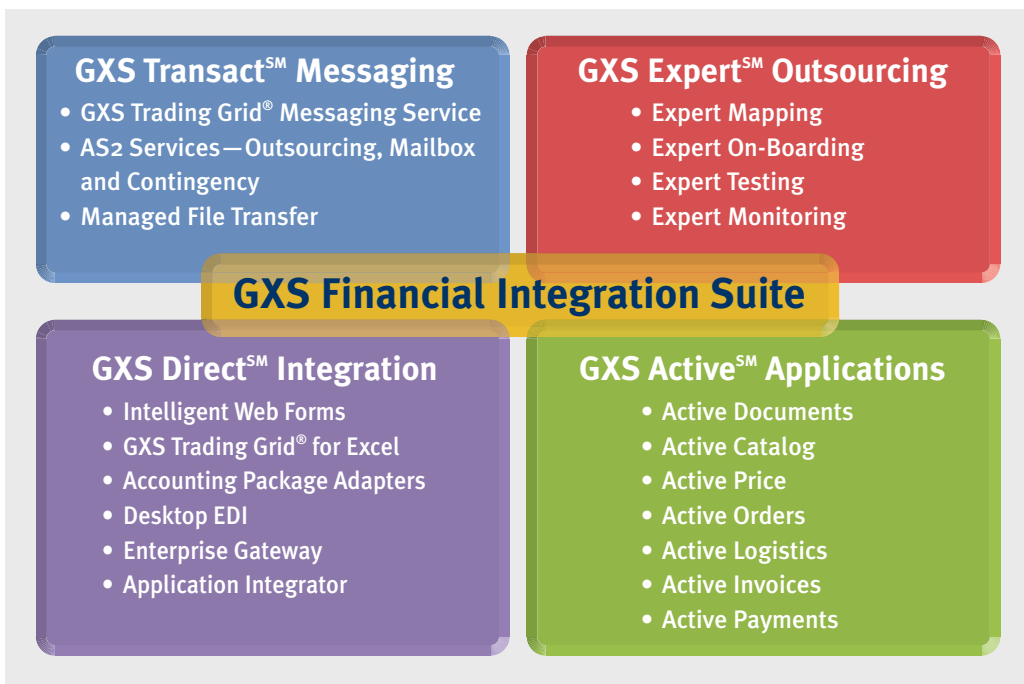 GXS Transact℠ Messaging
• GXS Trading Grid® Messaging Service
• AS2 Services—Outsourcing, Mailbox
and Contingency
• Managed File Transfer
GXS Expert℠ Outsourcing
• Expert Mapping
• Expert On-Boarding
• Expert Testing
• Expert Monitoring
GXS Financial Integration Suite
GXS Direct℠ Integration
• Intelligent Web Forms
• GXS Trading Grid® for Excel
• Accounting Package Adapters
• Desktop EDI
• Enterprise Gateway
• Application Integrator
GXS Active℠ Applications
• Active Documents
• Active Catalog
• Active Price
• Active Orders
• Active Logistics
• Active Invoices
• Active Payments